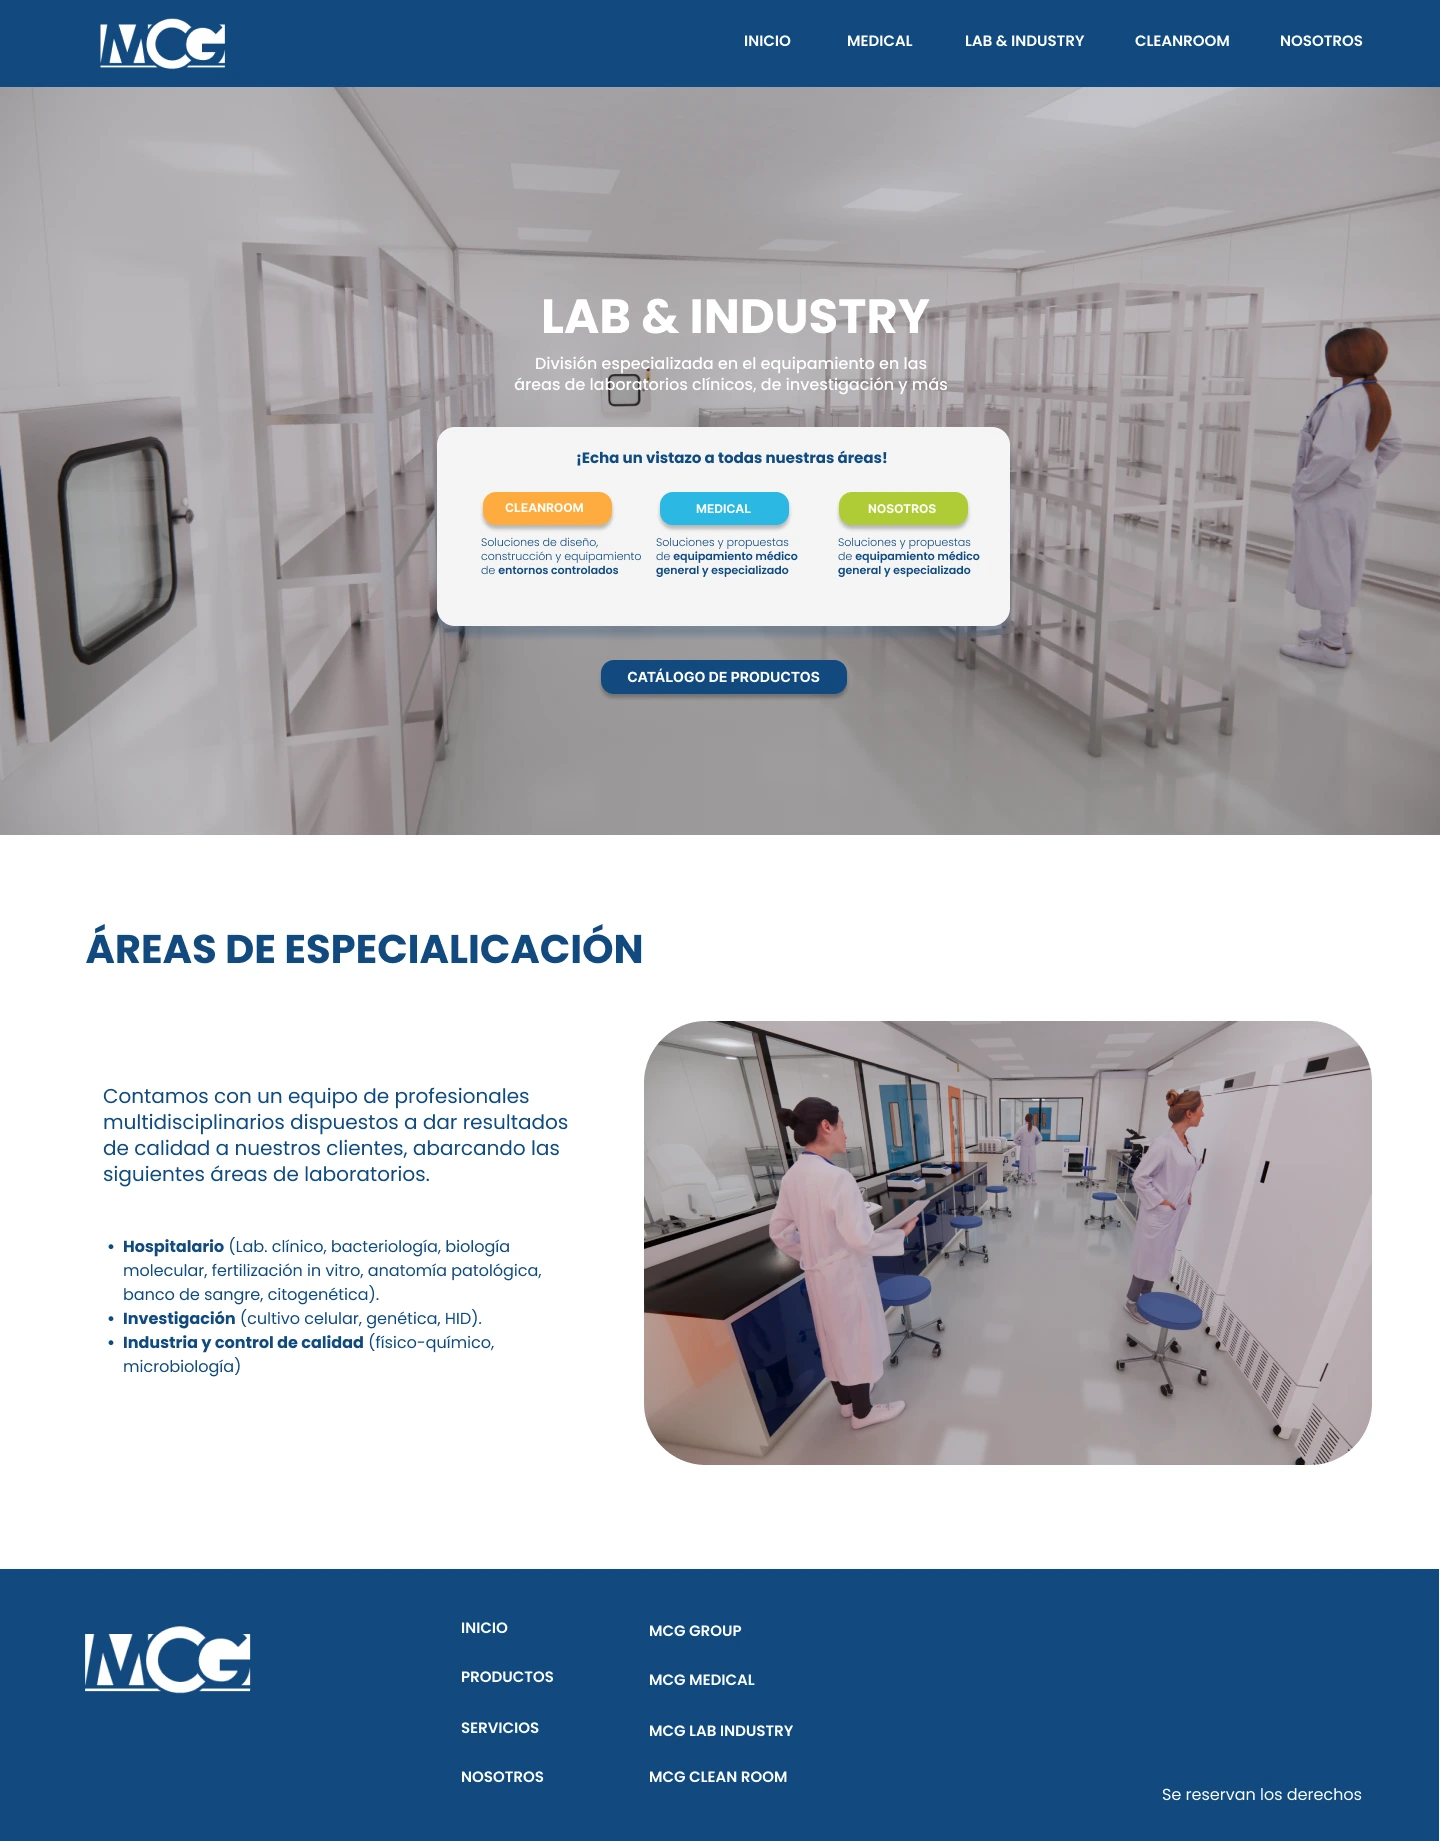 MCG
INICIO MEDICAL LAB & INDUSTRY CLEANROOM NOSOTROS
LAB & INDUSTRY
División especializada en el equipamiento en las
áreas de laboratorios clínicos, de investigación y más
¡Echa un vistazo a todas nuestras áreas!
CLEANROOM
Soluciones de diseño,
construcción y equipamiento
de entornos controlados
MEDICAL
Soluciones y propuestas
de equipamiento médico
general y especializado
NOSOTROS
Soluciones y propuestas
de equipamiento médico
general y especializado
CATÁLOGO DE PRODUCTOS
ÁREAS DE ESPECIALICACIÓN
Contamos con un equipo de profesionales
multidisciplinarios dispuestos a dar resultados
de calidad a nuestros clientes, abarcando las
siguientes áreas de laboratorios.
• Hospitalario (Lab. clínico, bacteriología, biología
molecular, fertilización in vitro, anatomía patológica,
banco de sangre, citogenética).
• Investigación (cultivo celular, genética, HID).
• Industria y control de calidad (físico-químico,
microbiología)
MCG
INICIO
PRODUCTOS
SERVICIOS
NOSOTROS
MCG GROUP
MCG MEDICAL
MCG LAB INDUSTRY
MCG CLEAN ROOM
Se reservan los derechos